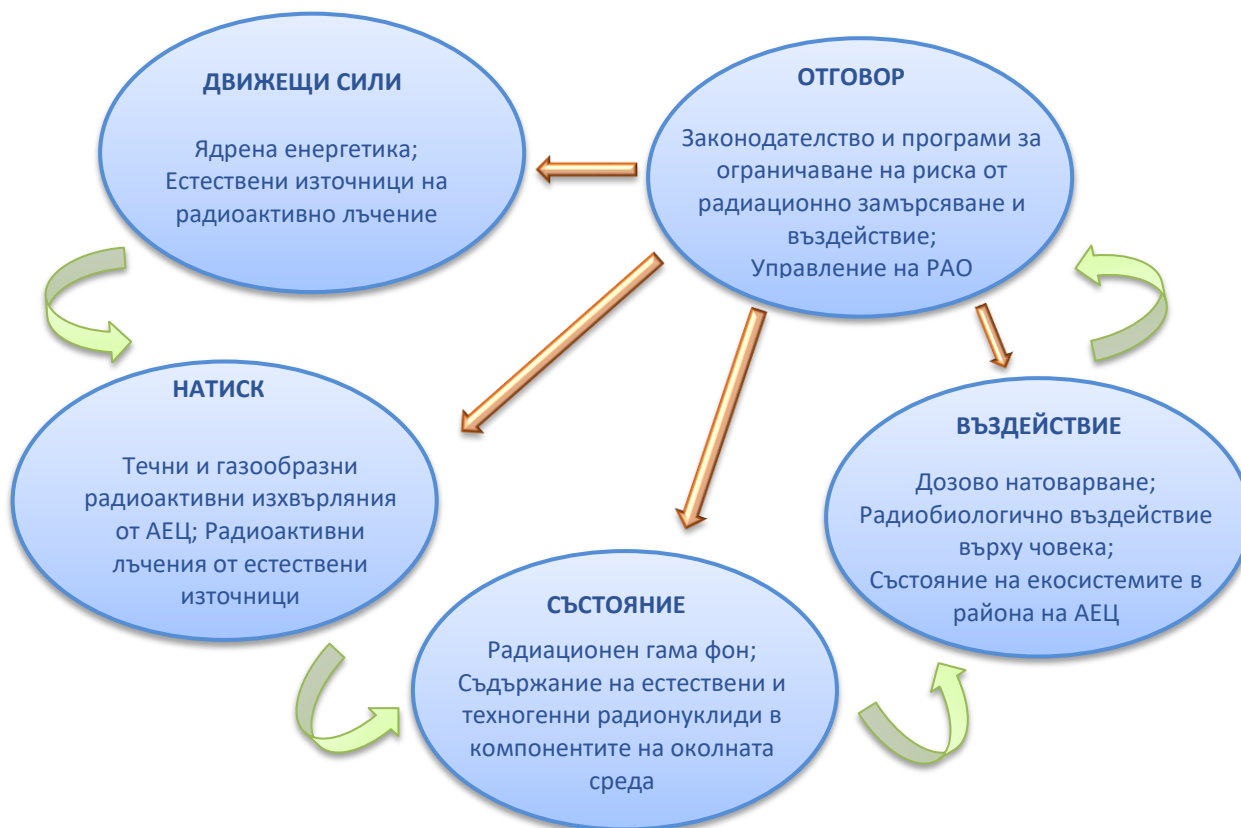 ДВИЖЕЩИ СИЛИ
Ядрена енергетика;
Естествени източници на
радиоактивно лъчение
ОТГОВОР
Законодателство и програми за
ограничаване на риска от
радиационно замърсяване и
въздействие;
Управление на РАО
НАТИСК
Течни и газообразни
радиоактивни изхвърляния
от АЕЦ; Радиоактивни
лъчения от естествени
източници
СЪСТОЯНИЕ
Радиационен гама фон;
Съдържание на естествени и
техногенни радионуклиди в
компонентите на околната
среда
ВЪЗДЕЙСТВИЕ
Дозово натоварване;
Радиобиологично въздействие
върху човека;
Състояние на екосистемите в
района на АЕЦ